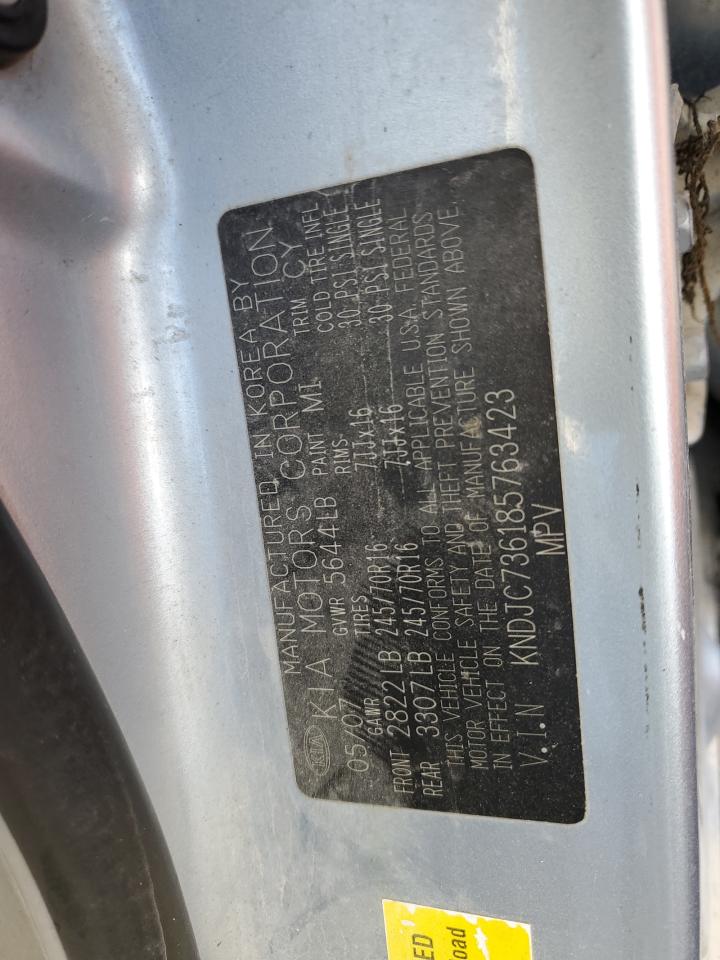 MANUFACTURED IN KOREA BY
KIA KIA MOTORS CORPORATION
05/07 GVWR 5644LB PAINT M1 TRIM CY
GAWR TIRES RIMS COLD TIRE INFL
FRONT 2822LB 245/70R16 7JJx16 30 PSI SINGLE
REAR 3307LB 245/70R16 7JJx16 30 PSI SINGLE
THIS VEHICLE CONFORMS TO ALL APPLICABLE U.S.A. FEDERAL
MOTOR VEHICLE SAFETY AND THEFT PREVENTION STANDARDS
IN EFFECT ON THE DATE OF MANUFACTURE SHOWN ABOVE.
V.I.N KNDJC736185763423
MPV
ED
oad